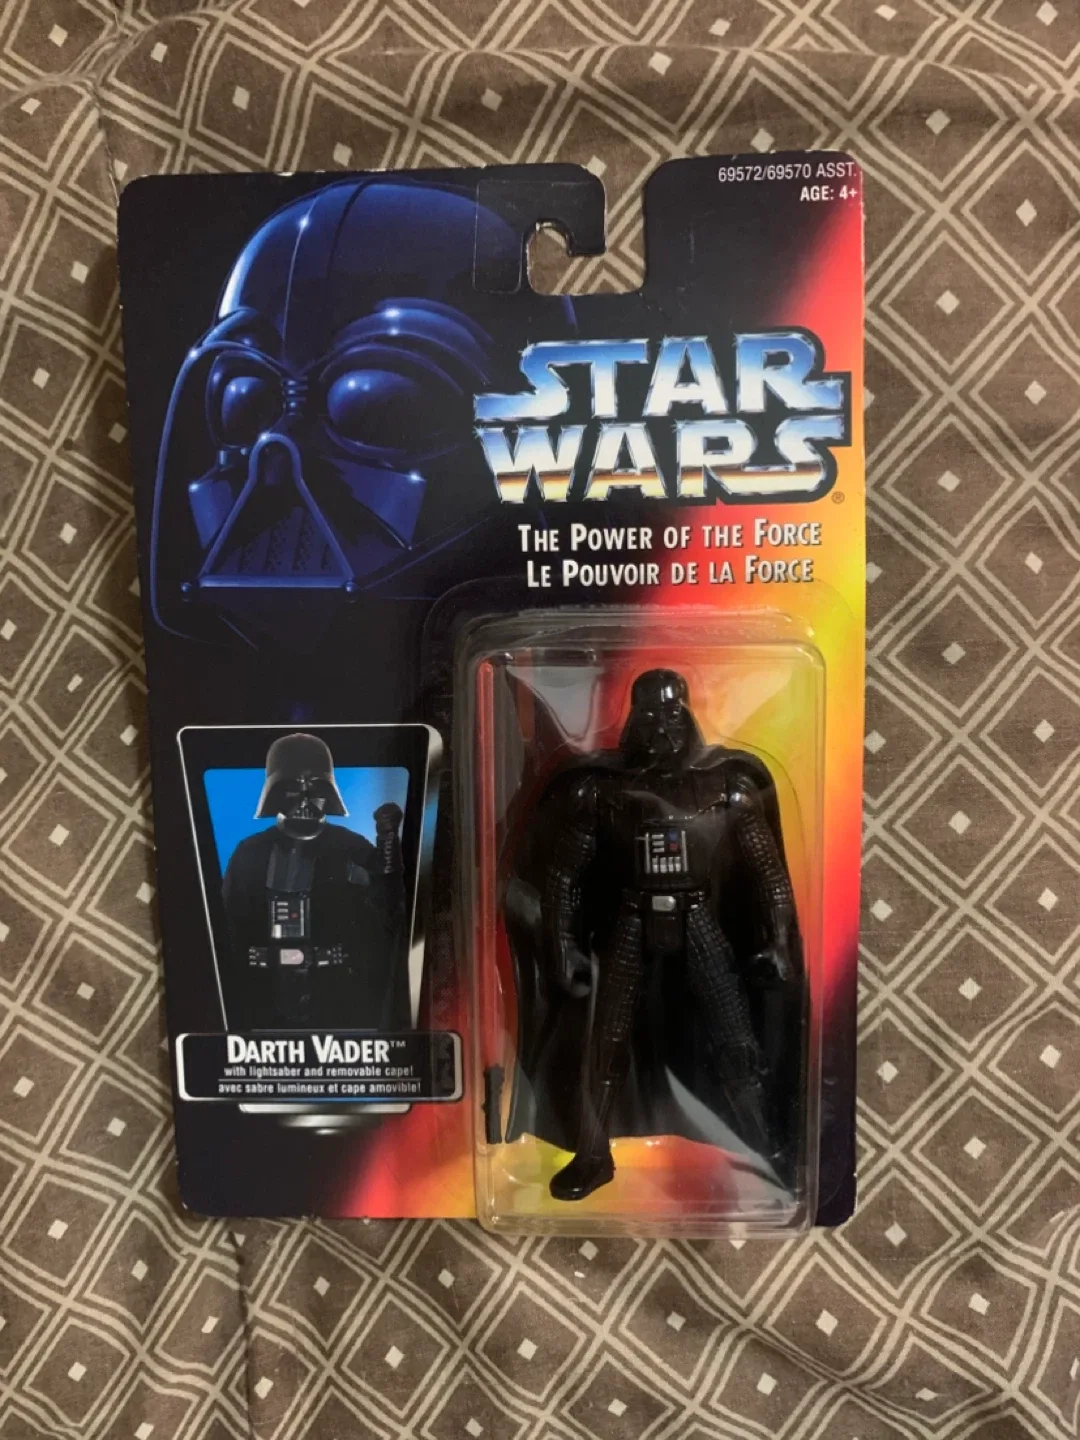 69572/69570 ASST.
AGE: 4+
STAR
WARS®
THE POWER OF THE FORCE
LE POUVOIR DE LA FORCE
DARTH VADER™
with lightsaber and removable cape!
avec sabre lumineux et cape amovible!